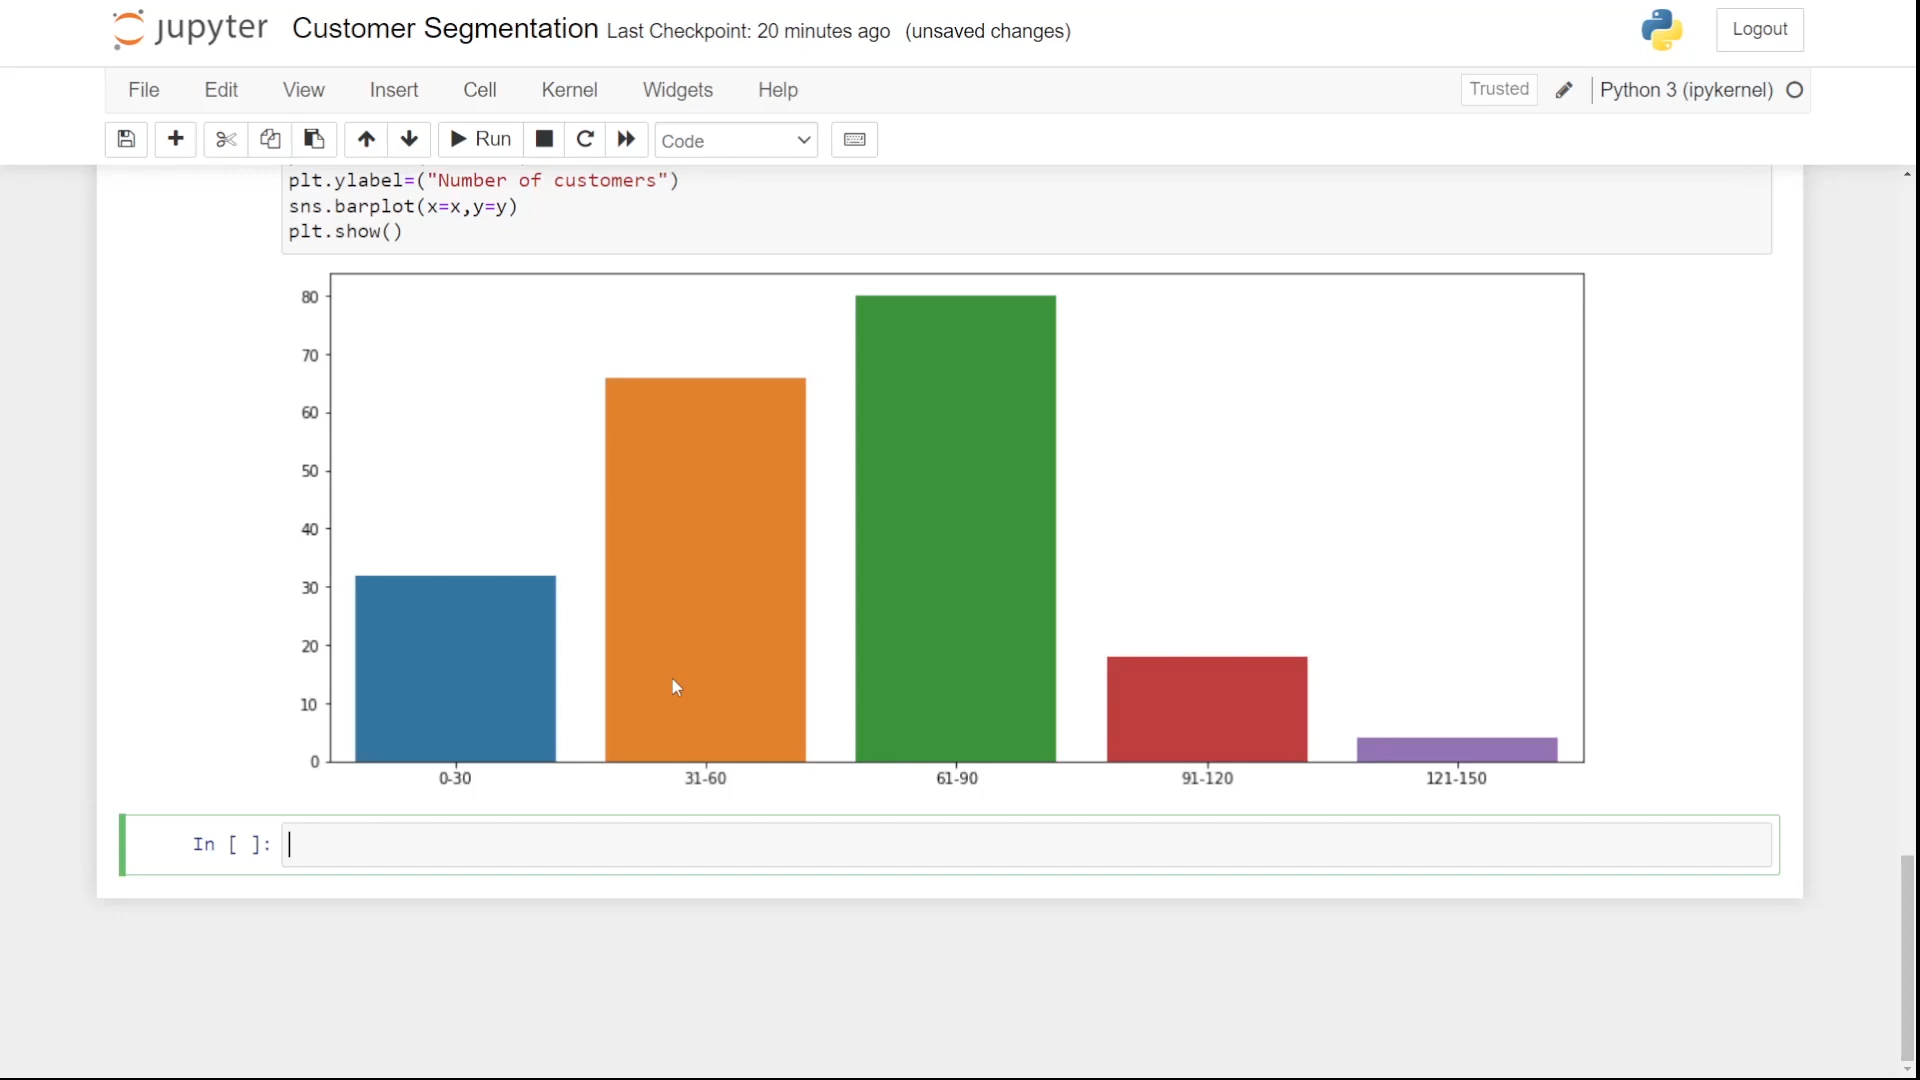 jupyter Customer Segmentation Last Checkpoint: 20 minutes ago (unsaved changes) Logout
File Edit View Insert Cell Kernel Widgets Help Trusted Python 3 (ipykernel)
Run Code
plt.ylabel=("Number of customers")
sns.barplot(x=x,y=y)
plt.show()
80
70
60
50
40
30
20
10
0
0-30 31-60 61-90 91-120 121-150
In [ ]: